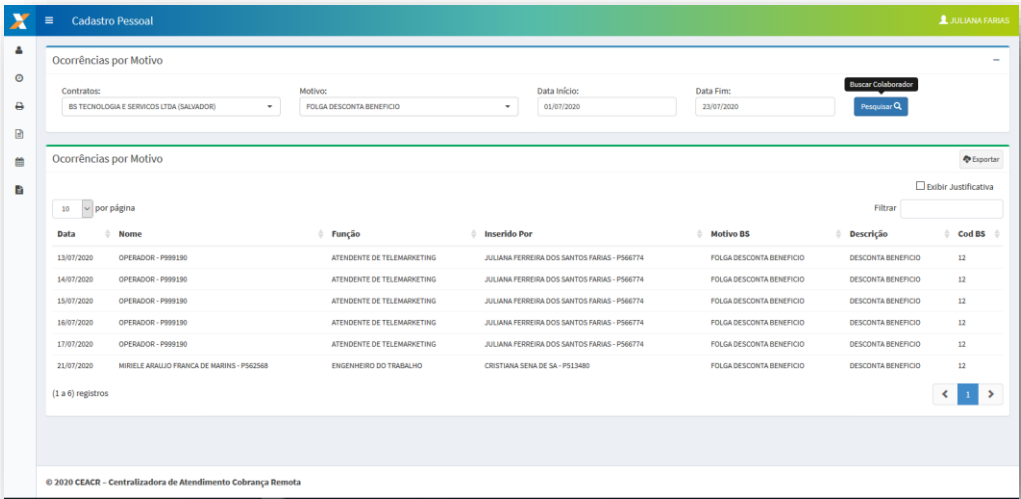 Cadastro Pessoal
JULIANA FARIAS
Ocorrências por Motivo
Buscar Colaborador
Contratos: Motivo: Data Início: Data Fim:
BS TECNOLOGIA E SERVICOS LTDA (SALVADOR) FOLGA DESCONTA BENEFICIO 01/07/2020 23/07/2020 Pesquisar
Ocorrências por Motivo Exportar
Exibir Justificativa
10 por página Filtrar
Data Nome Função Inserido Por Motivo BS Descrição Cod BS
13/07/2020 OPERADOR - P999190 ATENDENTE DE TELEMARKETING JULIANA FERREIRA DOS SANTOS FARIAS - P566774 FOLGA DESCONTA BENEFICIO DESCONTA BENEFICIO 12
14/07/2020 OPERADOR - P999190 ATENDENTE DE TELEMARKETING JULIANA FERREIRA DOS SANTOS FARIAS - P566774 FOLGA DESCONTA BENEFICIO DESCONTA BENEFICIO 12
15/07/2020 OPERADOR - P999190 ATENDENTE DE TELEMARKETING JULIANA FERREIRA DOS SANTOS FARIAS - P566774 FOLGA DESCONTA BENEFICIO DESCONTA BENEFICIO 12
16/07/2020 OPERADOR - P999190 ATENDENTE DE TELEMARKETING JULIANA FERREIRA DOS SANTOS FARIAS - P566774 FOLGA DESCONTA BENEFICIO DESCONTA BENEFICIO 12
17/07/2020 OPERADOR - P999190 ATENDENTE DE TELEMARKETING JULIANA FERREIRA DOS SANTOS FARIAS - P566774 FOLGA DESCONTA BENEFICIO DESCONTA BENEFICIO 12
21/07/2020 MIRIELE ARAUJO FRANCA DE MARINS - P562568 ENGENHEIRO DO TRABALHO CRISTIANA SENA DE SA - P513480 FOLGA DESCONTA BENEFICIO DESCONTA BENEFICIO 12
(1 a 6) registros 1
© 2020 CEACR – Centralizadora de Atendimento Cobrança Remota